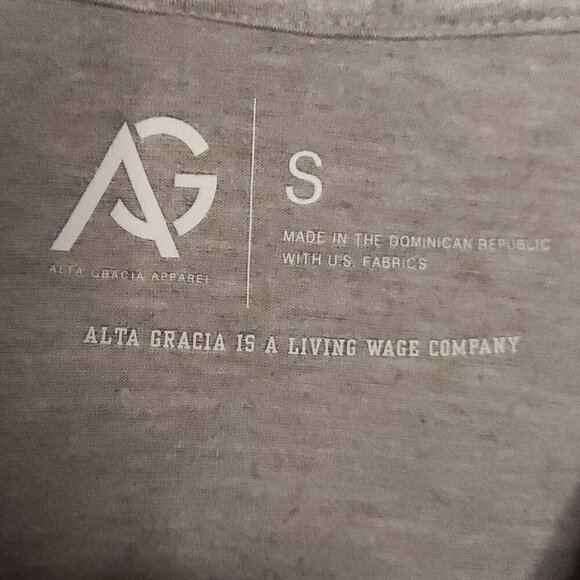 AG
ALTA GRACIA APPAREL
S
MADE IN THE DOMINICAN REPUBLIC
WITH U.S. FABRICS
ALTA GRACIA IS A LIVING WAGE COMPANY